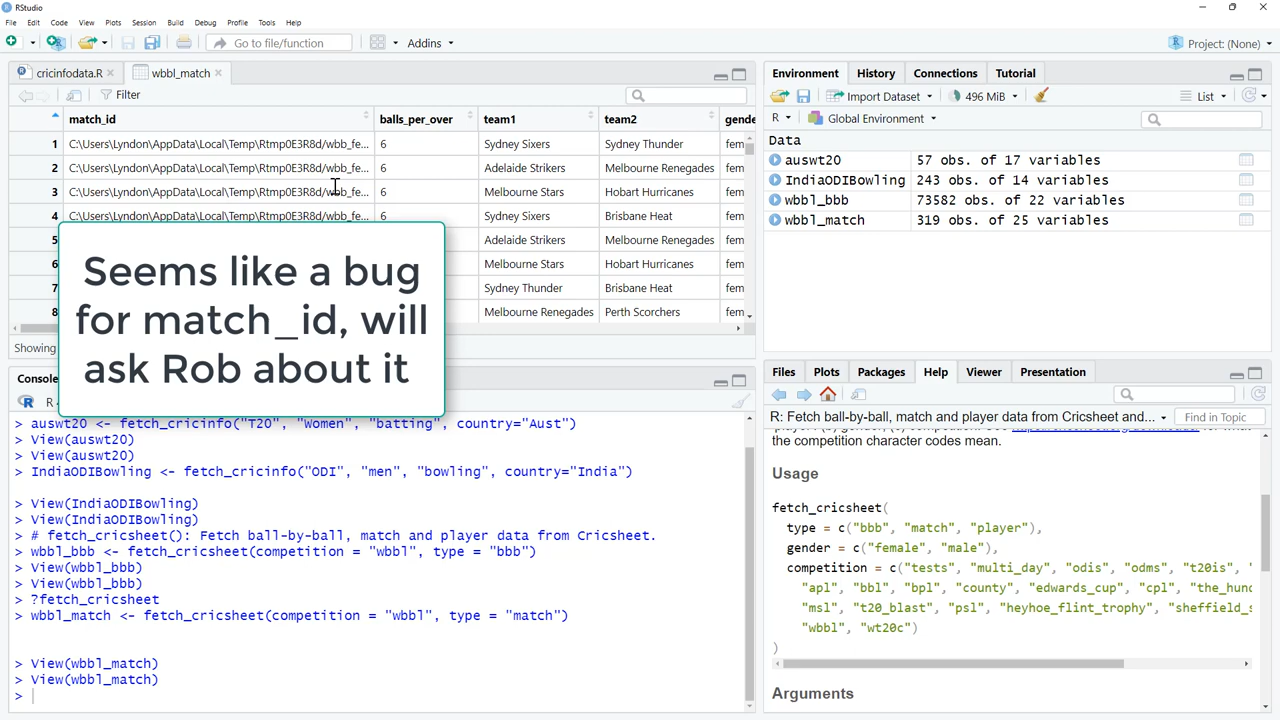 RStudio
File Edit Code View Plots Session Build Debug Profile Tools Help
Go to file/function
Addins
Project: (None)
cricinfodata.R
wbbl_match
Filter
match_id balls_per_over team1 team2 gende
1 C:\Users\Lyndon\AppData\Local\Temp\Rtmp0E3R8d/wbb_fe... 6 Sydney Sixers Sydney Thunder fem
2 C:\Users\Lyndon\AppData\Local\Temp\Rtmp0E3R8d/wbb_fe... 6 Adelaide Strikers Melbourne Renegades fem
3 C:\Users\Lyndon\AppData\Local\Temp\Rtmp0E3R8d/wbb_fe... 6 Melbourne Stars Hobart Hurricanes fem
4 C:\Users\Lyndon\AppData\Local\Temp\Rtmp0E3R8d/wbb_fe... 6 Sydney Sixers Brisbane Heat fem
5 Adelaide Strikers Melbourne Renegades fem
6 Melbourne Stars Hobart Hurricanes fem
7 Sydney Thunder Brisbane Heat fem
8 Melbourne Renegades Perth Scorchers fem
Showing
Seems like a bug
for match_id, will
ask Rob about it
Console
R
> auswt20 <- fetch_cricinfo("T20", "Women", "batting", country="Aust")
> View(auswt20)
> View(auswt20)
> IndiaODIBowling <- fetch_cricinfo("ODI", "men", "bowling", country="India")
> View(IndiaODIBowling)
> View(IndiaODIBowling)
> # fetch_cricsheet(): Fetch ball-by-ball, match and player data from Cricsheet.
> wbbl_bbb <- fetch_cricsheet(competition = "wbbl", type = "bbb")
> View(wbbl_bbb)
> View(wbbl_bbb)
> ?fetch_cricsheet
> wbbl_match <- fetch_cricsheet(competition = "wbbl", type = "match")
> View(wbbl_match)
> View(wbbl_match)
>
Environment History Connections Tutorial
Import Dataset 496 MiB List
R Global Environment
Data
auswt20 57 obs. of 17 variables
IndiaODIBowling 243 obs. of 14 variables
wbbl_bbb 73582 obs. of 22 variables
wbbl_match 319 obs. of 25 variables
Files Plots Packages Help Viewer Presentation
R: Fetch ball-by-ball, match and player data from Cricsheet and... Find in Topic
the competition character codes mean.
Usage
fetch_cricsheet(
type = c("bbb", "match", "player"),
gender = c("female", "male"),
competition = c("tests", "multi_day", "odis", "odms", "t20is", "
"apl", "bbl", "bpl", "county", "edwards_cup", "cpl", "the_hun
"msl", "t20_blast", "psl", "heyhoe_flint_trophy", "sheffield_s
"wbbl", "wt20c")
)
Arguments